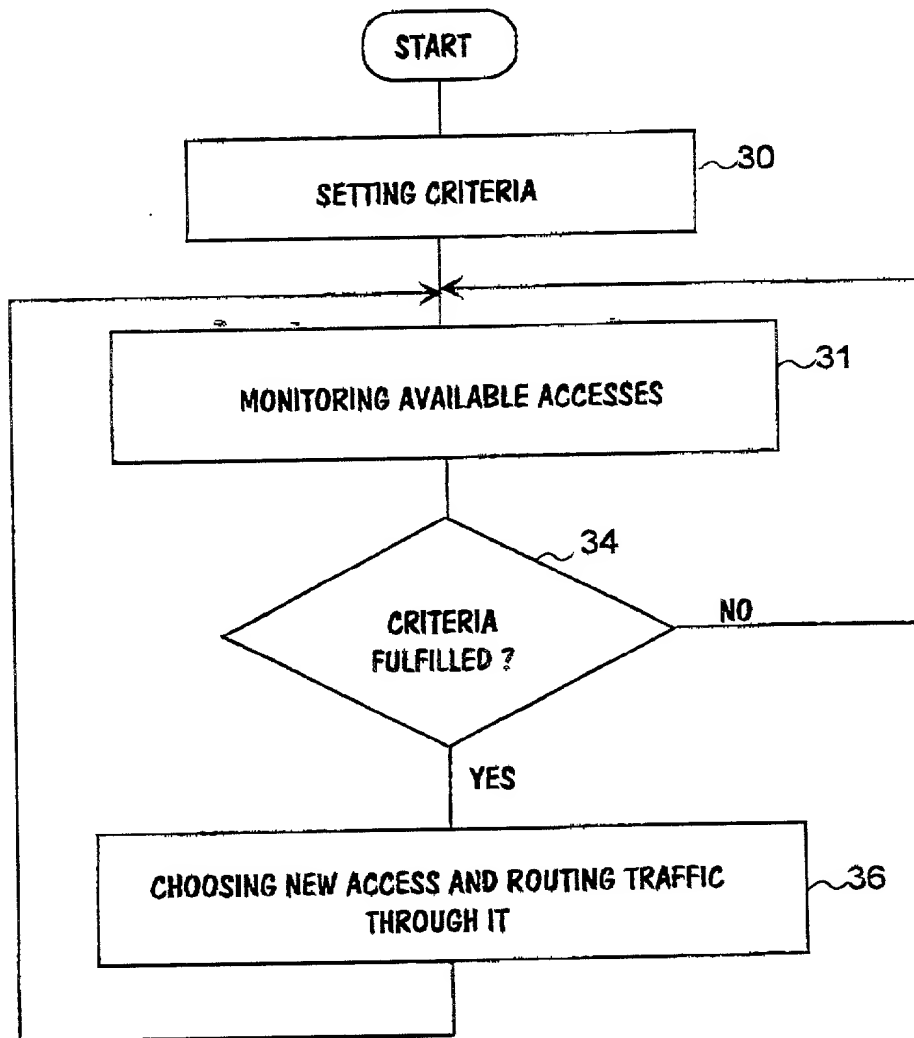 START
30
SETTING CRITERIA
31
MONITORING AVAILABLE ACCESSES
34
CRITERIA
FULFILLED ?
NO
YES
CHOOSING NEW ACCESS AND ROUTING TRAFFIC
THROUGH IT
36